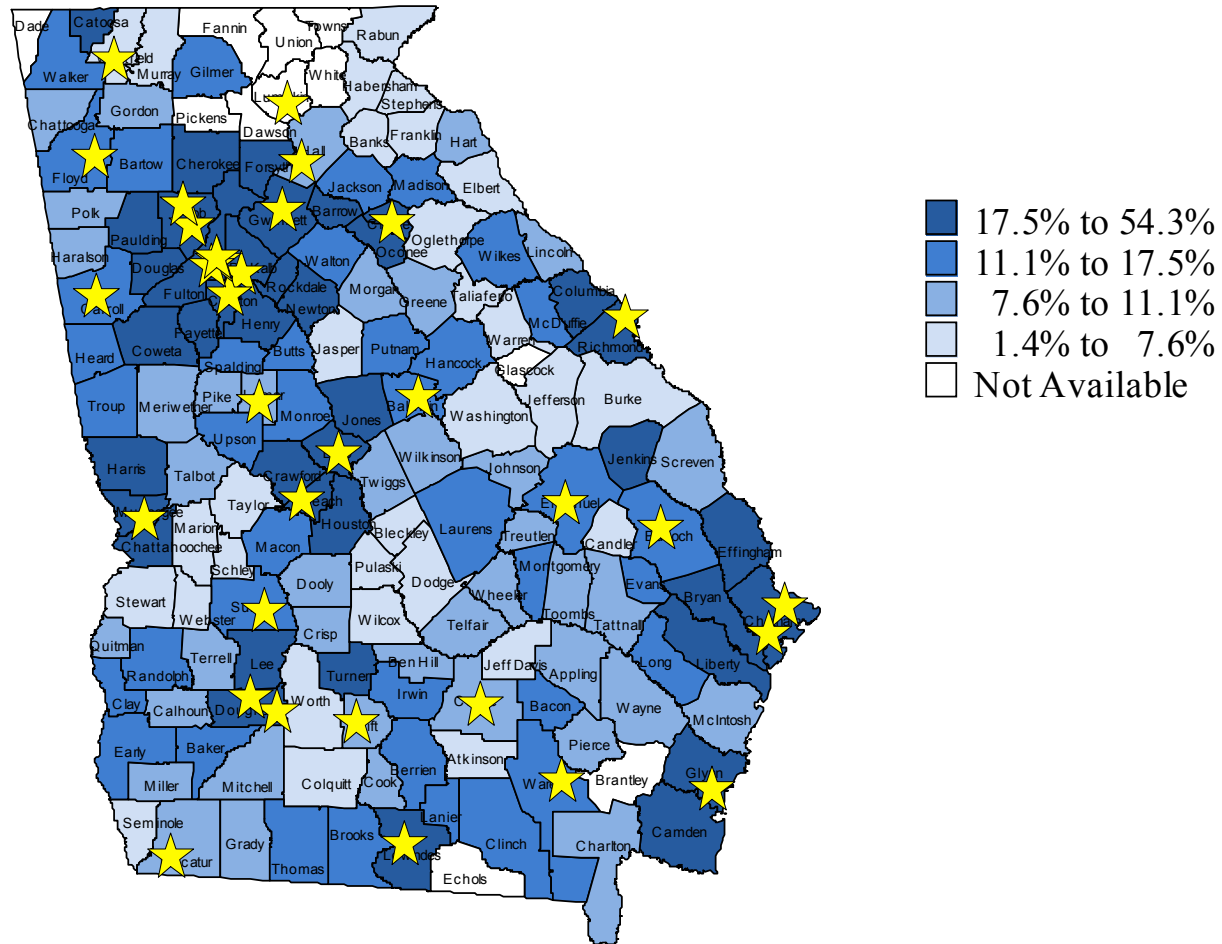 Dade
Catoosa
Fannin
Union
Towns
Rabun
Walker
Murray
Gilmer
White
Habersham
Stephens
Chattooga
Gordon
Pickens
Dawson
Banks
Franklin
Hart
Floyd
Bartow
Cherokee
Forsyth
Jackson
Madison
Elbert
Polk
Paulding
Barrow
Oconee
Oglethorpe
Wilkes
Lincoln
Haralson
Douglas
Walton
Morgan
Greene
Taliaferro
Columbia
Fulton
Rockdale
Newton
McDuffie
Richmond
Heard
Coweta
Fayette
Henry
Spalding
Butts
Jasper
Putnam
Hancock
Warren
Glascock
Troup
Meriwether
Pike
Monroe
Jones
Washington
Jefferson
Burke
Upson
Harris
Talbot
Crawford
Twiggs
Wilkinson
Johnson
Jenkins
Screven
Taylor
Houston
Bleckley
Laurens
Treutlen
Candler
Effingham
Chattahoochee
Marion
Macon
Schley
Pulaski
Dodge
Montgomery
Evans
Bryan
Stewart
Webster
Dooly
Wilcox
Wheeler
Toombs
Tattnall
Quitman
Terrell
Crisp
Telfair
Long
Liberty
Randolph
Lee
Turner
Ben Hill
Jeff Davis
Appling
Clay
Calhoun
Worth
Irwin
Bacon
Wayne
McIntosh
Early
Baker
Pierce
Miller
Mitchell
Colquitt
Cook
Berrien
Atkinson
Brantley
Seminole
Grady
Thomas
Brooks
Lanier
Clinch
Charlton
Camden
Echols
17.5% to 54.3%
11.1% to 17.5%
7.6% to 11.1%
1.4% to 7.6%
Not Available